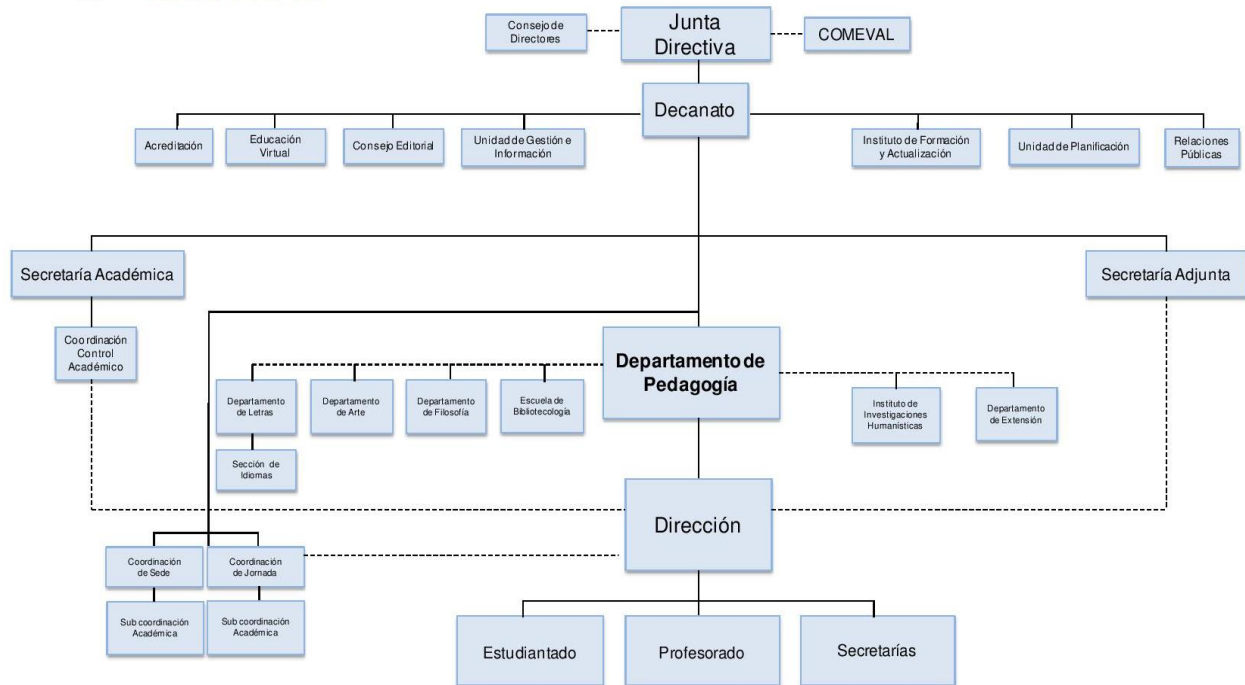 Consejo de
Directores
Junta
Directiva
COMEVAL
Decanato
Acreditación
Educación
Virtual
Consejo Editorial
Unidad de Gestión e
Información
Instituto de Formación
y Actualización
Unidad de Planificación
Relaciones
Públicas
Secretaría Académica
Secretaría Adjunta
Coordinación
Control
Académico
Departamento de
Pedagogía
Departamento
de Letras
Departamento
de Arte
Departamento
de Filosofía
Escuela de
Bibliotecología
Instituto de
Investigaciones
Humanísticas
Departamento
de Extensión
Sección de
Idiomas
Dirección
Coordinación
de Sede
Coordinación
de Jornada
Sub coordinación
Académica
Sub coordinación
Académica
Estudiantado
Profesorado
Secretarías